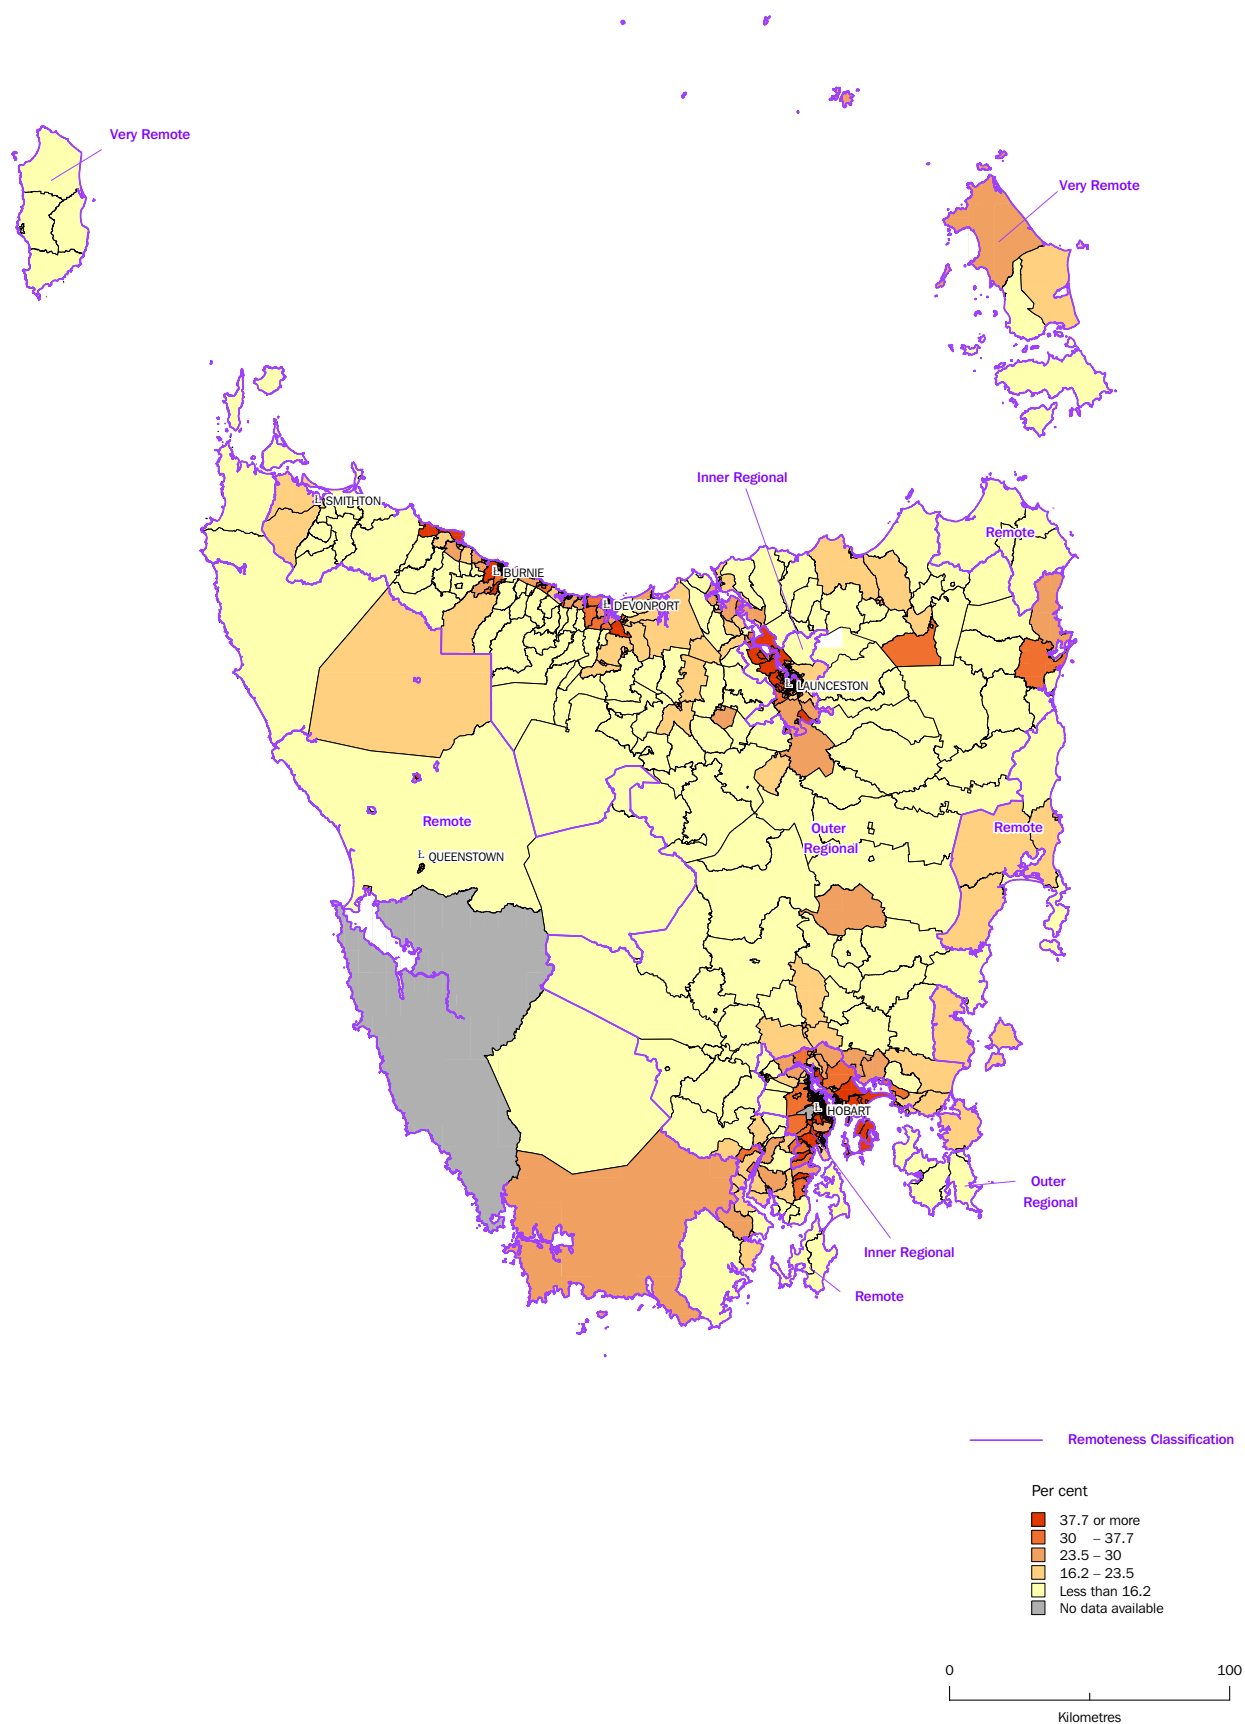 Very Remote
Very Remote
Inner Regional
L SMITHTON
Remote
L BURNIE
L DEVONPORT
L LAUNCESTON
Remote
Outer
Regional
Remote
L QUEENSTOWN
L HOBART
Outer
Regional
Inner Regional
Remote
Remoteness Classification
Per cent
37.7 or more
30 – 37.7
23.5 – 30
16.2 – 23.5
Less than 16.2
No data available
0 100
Kilometres